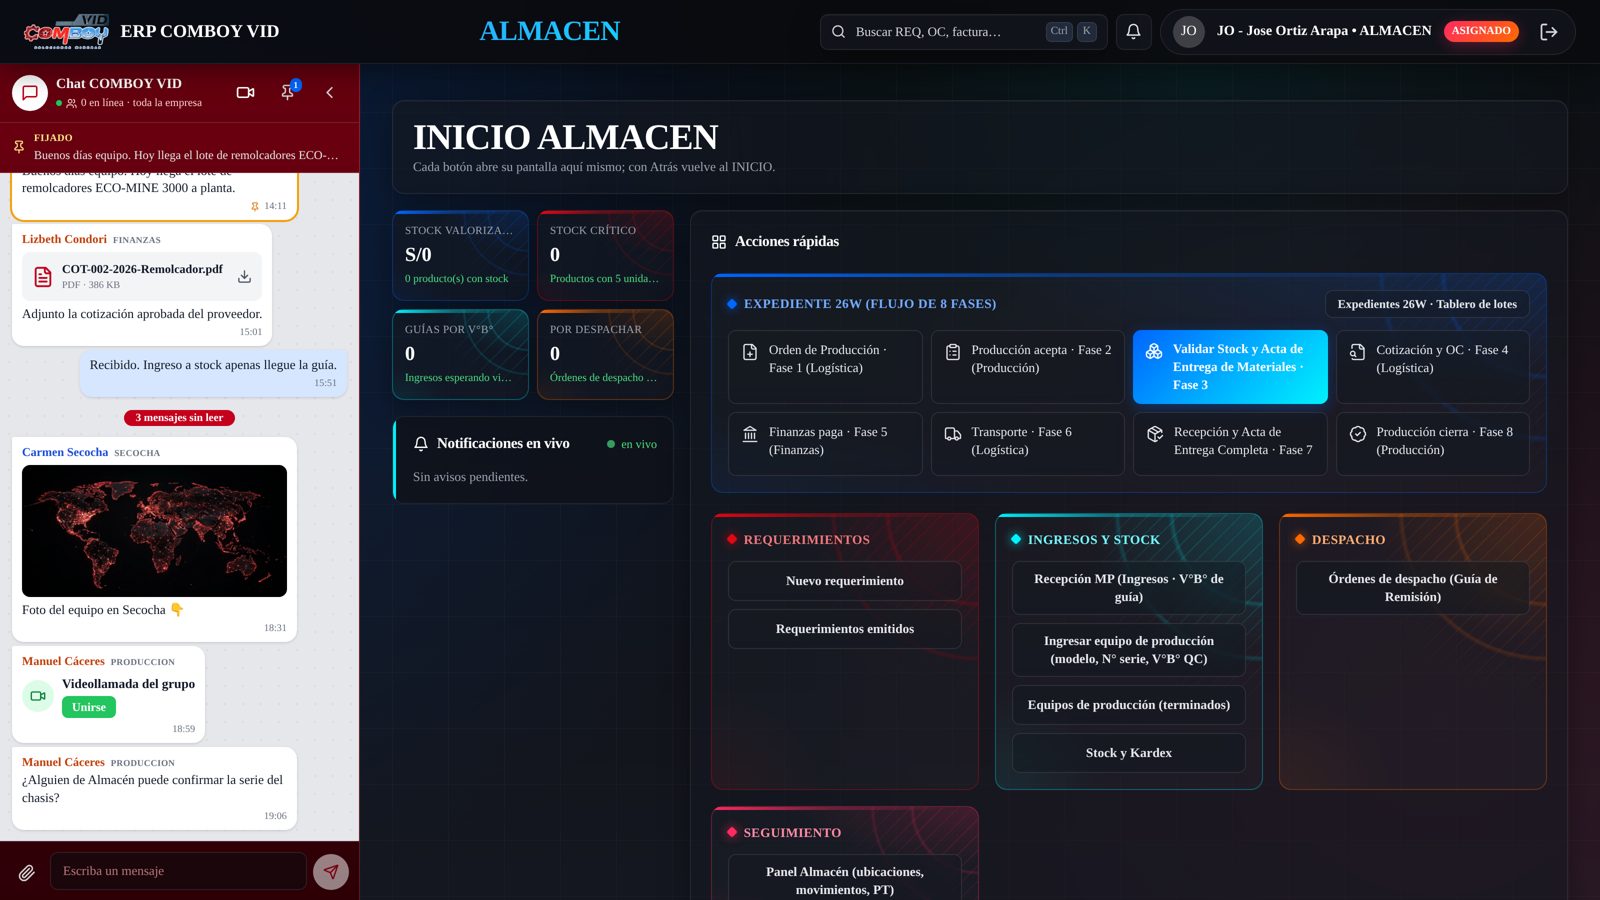 VID
COMBOY
ERP COMBOY VID
ALMACEN
Buscar REQ, OC, factura…
Ctrl
K
JO
JO - Jose Ortiz Arapa • ALMACEN
ASIGNADO
Chat COMBOY VID
0 en línea · toda la empresa
1
FIJADO
Buenos días equipo. Hoy llega el lote de remolcadores ECO-…
Buenos días equipo. Hoy llega el lote de
remolcadores ECO-MINE 3000 a planta.
14:11
Lizbeth Condori FINANZAS
COT-002-2026-Remolcador.pdf
PDF · 386 KB
Adjunto la cotización aprobada del proveedor.
15:01
Recibido. Ingreso a stock apenas llegue la guía.
15:51
3 mensajes sin leer
Carmen Secocha SECOCHA
Foto del equipo en Secocha 👇
18:31
Manuel Cáceres PRODUCCION
Videollamada del grupo
Unirse
18:59
Manuel Cáceres PRODUCCION
¿Alguien de Almacén puede confirmar la serie del
chasis?
19:06
Escriba un mensaje
INICIO ALMACEN
Cada botón abre su pantalla aquí mismo; con Atrás vuelve al INICIO.
STOCK VALORIZA…
S/0
0 producto(s) con stock
STOCK CRÍTICO
0
Productos con 5 unida…
GUÍAS POR V°B°
0
Ingresos esperando vi…
POR DESPACHAR
0
Órdenes de despacho …
Notificaciones en vivo
en vivo
Sin avisos pendientes.
Acciones rápidas
EXPEDIENTE 26W (FLUJO DE 8 FASES)
Expedientes 26W · Tablero de lotes
Orden de Producción ·
Fase 1 (Logística)
Producción acepta · Fase 2
(Producción)
Validar Stock y Acta de
Entrega de Materiales ·
Fase 3
Cotización y OC · Fase 4
(Logística)
Finanzas paga · Fase 5
(Finanzas)
Transporte · Fase 6
(Logística)
Recepción y Acta de
Entrega Completa · Fase 7
Producción cierra · Fase 8
(Producción)
REQUERIMIENTOS
Nuevo requerimiento
Requerimientos emitidos
INGRESOS Y STOCK
Recepción MP (Ingresos · V°B° de
guía)
Ingresar equipo de producción
(modelo, N° serie, V°B° QC)
Equipos de producción (terminados)
Stock y Kardex
DESPACHO
Órdenes de despacho (Guía de
Remisión)
SEGUIMIENTO
Panel Almacén (ubicaciones,
movimientos, PT)